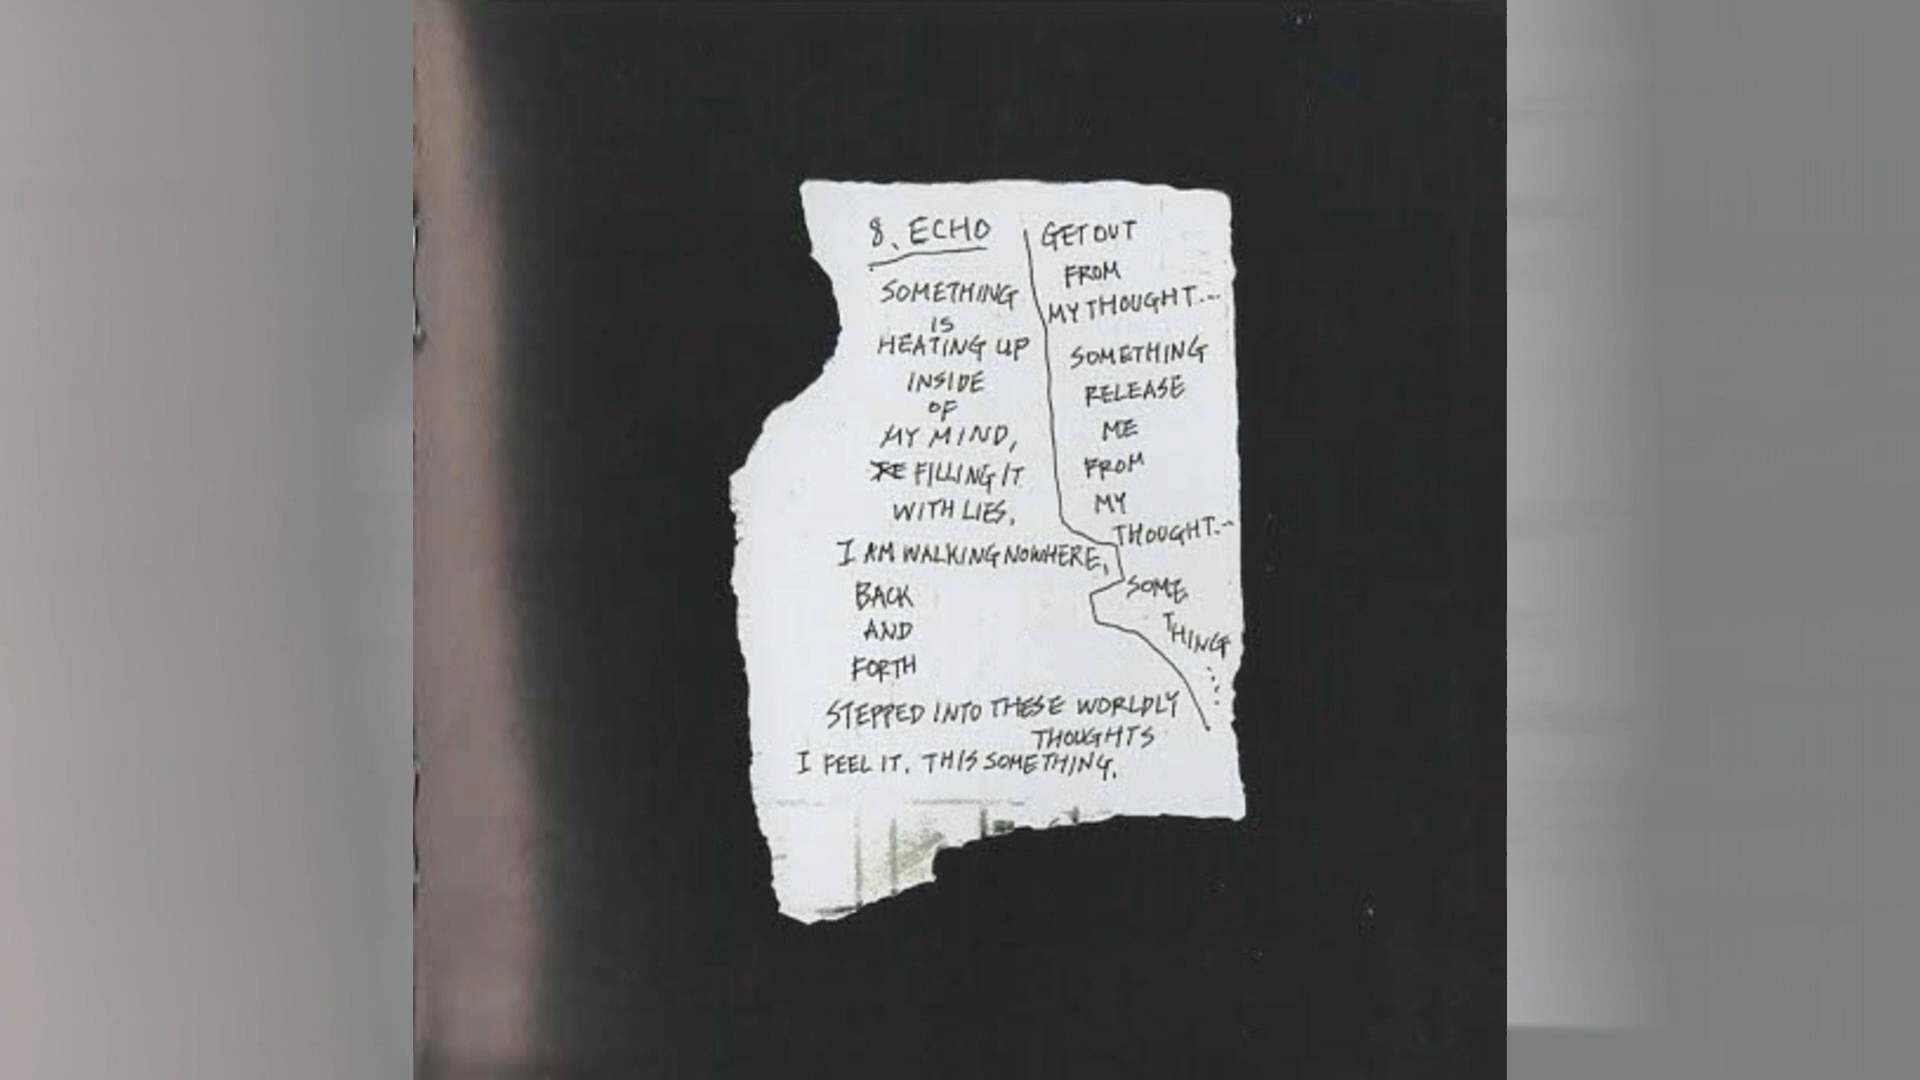 8. ECHO
SOMETHING
IS
HEATING UP
INSIDE
OF
MY MIND,
FILLING IT
WITH LIES.
I AM WALKING NOWHERE,
BACK
AND
FORTH
STEPPED INTO THESE WORLDLY
THOUGHTS
I FEEL IT. THIS SOMETHING.
GET OUT
FROM
MY THOUGHT...
SOMETHING
RELEASE
ME
FROM
MY
THOUGHT...
SOME
THING
....